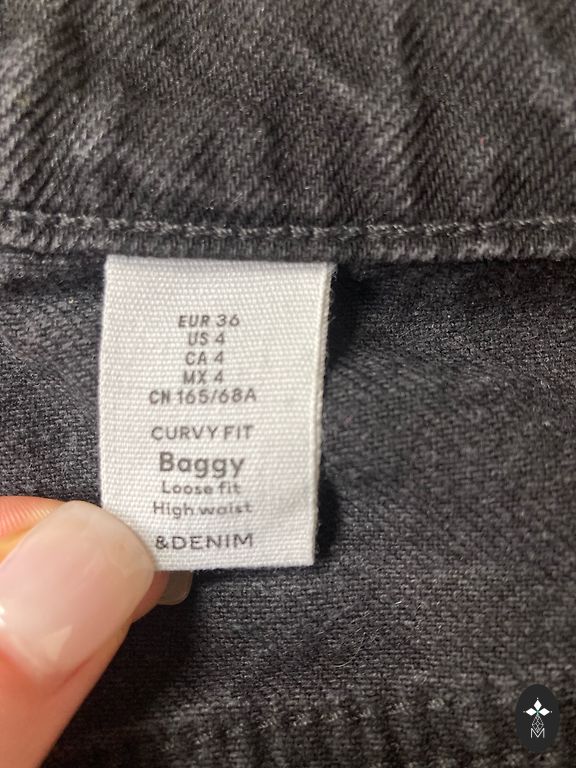 EUR 36
US 4
CA 4
MX 4
CN 165/68A
CURVY FIT
Baggy
Loose fit
High waist
&DENIM
M